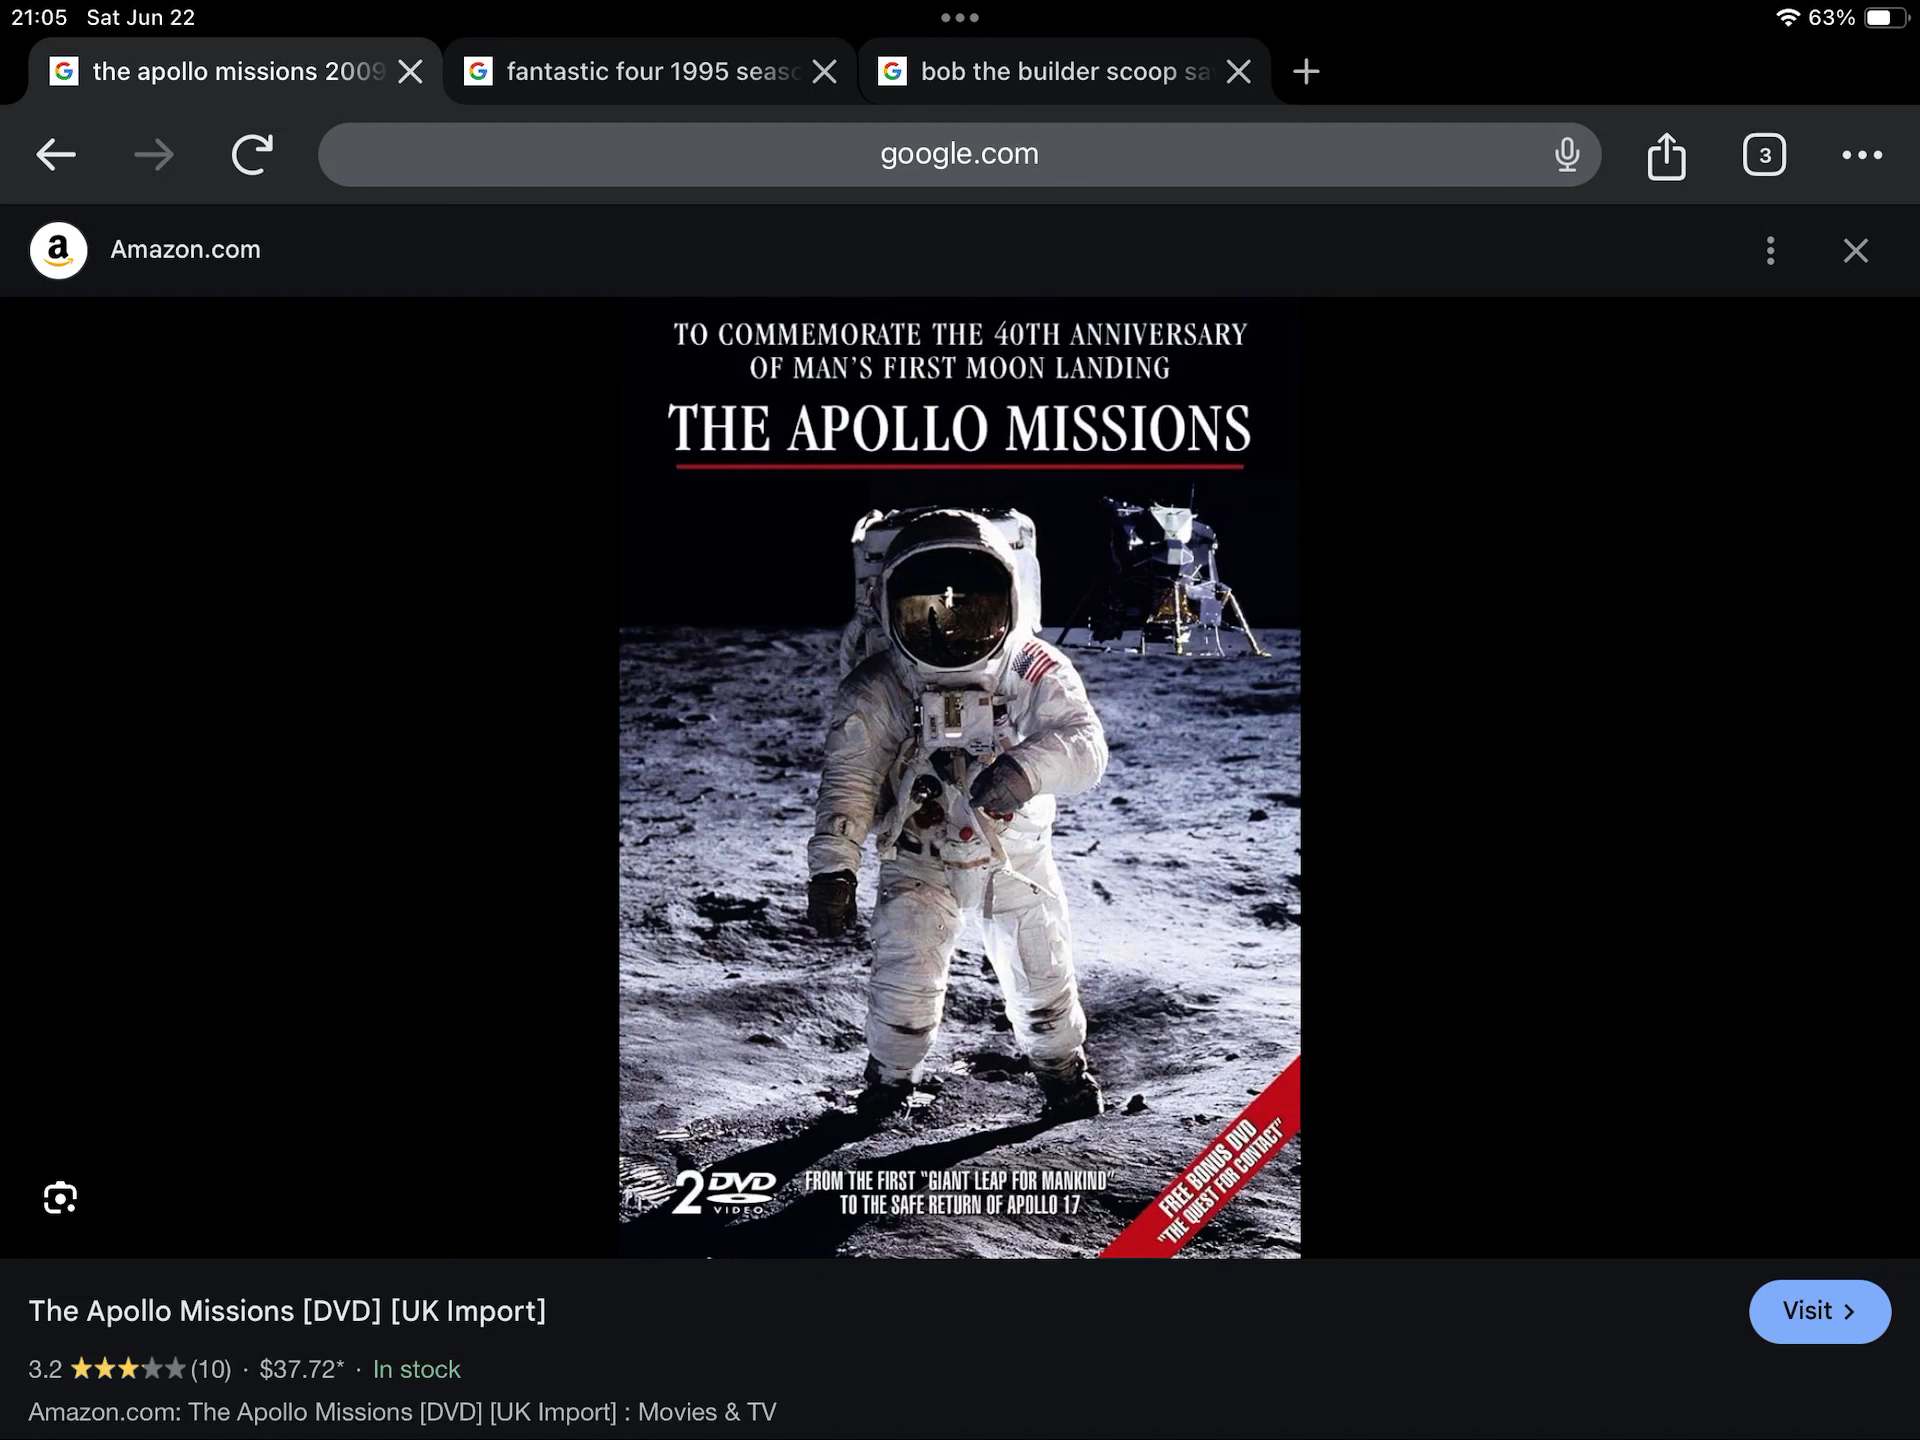 21:05 Sat Jun 22
63%
the apollo missions 2009
fantastic four 1995 seas
bob the builder scoop sa
google.com
3
Amazon.com
TO COMMEMORATE THE 40TH ANNIVERSARY
OF MAN'S FIRST MOON LANDING
THE APOLLO MISSIONS
2 DVD
VIDEO
FROM THE FIRST "GIANT LEAP FOR MANKIND"
TO THE SAFE RETURN OF APOLLO 17
FREE BONUS DVD
"THE QUEST FOR CONTACT"
The Apollo Missions [DVD] [UK Import]
Visit
3.2 (10) · $37.72* · In stock
Amazon.com: The Apollo Missions [DVD] [UK Import] : Movies & TV